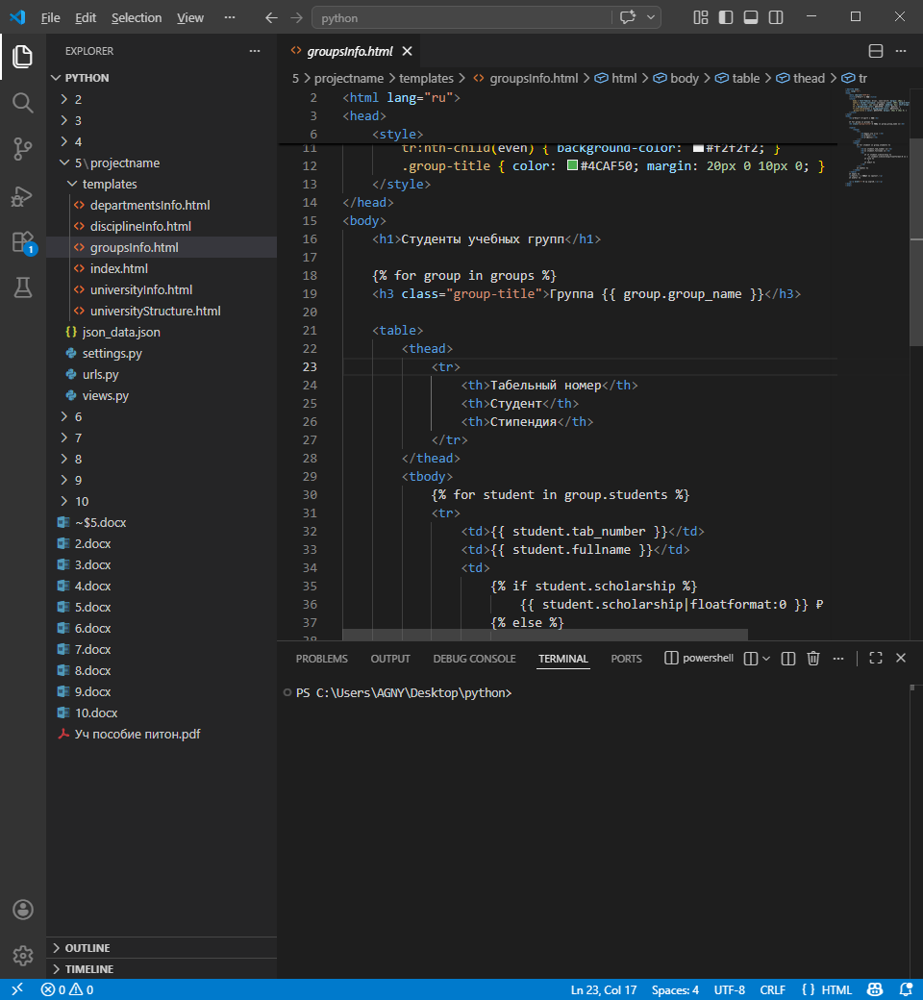 File Edit Selection View ··· python
EXPLORER ···
PYTHON
2
3
4
5\projectname
templates
departmentsInfo.html
disciplineInfo.html
groupsInfo.html
index.html
universityInfo.html
universityStructure.html
{} json_data.json
settings.py
urls.py
views.py
6
7
8
9
10
~$5.docx
2.docx
3.docx
4.docx
5.docx
6.docx
7.docx
8.docx
9.docx
10.docx
Уч пособие питон.pdf
OUTLINE
TIMELINE
1
groupsInfo.html
5 > projectname > templates > groupsInfo.html > html > body > table > thead > tr
2 <html lang="ru">
3 <head>
6 <style>
11 tr:nth-child(even) { background-color: #f2f2f2; }
12 .group-title { color: #4CAF50; margin: 20px 0 10px 0; }
13 </style>
14 </head>
15 <body>
16 <h1>Студенты учебных групп</h1>
17
18 {% for group in groups %}
19 <h3 class="group-title">Группа {{ group.group_name }}</h3>
20
21 <table>
22 <thead>
23 <tr>
24 <th>Табельный номер</th>
25 <th>Студент</th>
26 <th>Стипендия</th>
27 </tr>
28 </thead>
29 <tbody>
30 {% for student in group.students %}
31 <tr>
32 <td>{{ student.tab_number }}</td>
33 <td>{{ student.fullname }}</td>
34 <td>
35 {% if student.scholarship %}
36 {{ student.scholarship|floatformat:0 }} ₽
37 {% else %}
38
PROBLEMS OUTPUT DEBUG CONSOLE TERMINAL PORTS powershell ···
PS C:\Users\AGNY\Desktop\python>
0 0 Ln 23, Col 17 Spaces: 4 UTF-8 CRLF {} HTML